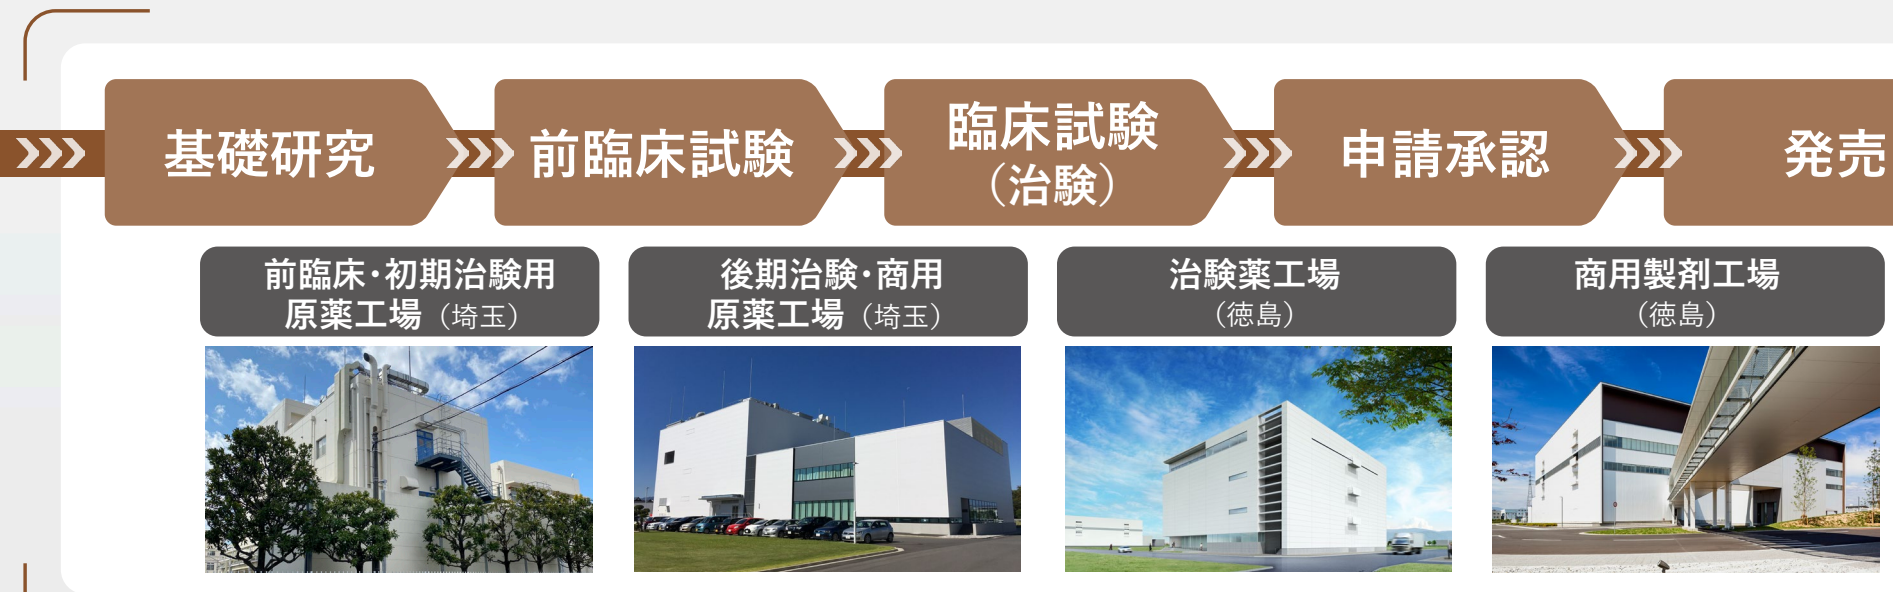 基礎研究
前臨床試験
臨床試験
（治験）
申請承認
発売
前臨床・初期治験用
原薬工場（埼玉）
後期治験・商用
原薬工場（埼玉）
治験薬工場
（徳島）
商用製剤工場
（徳島）